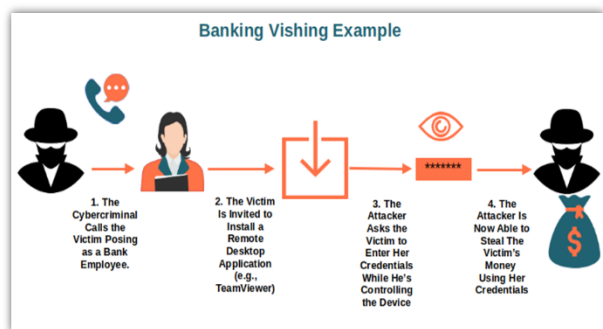 Banking Vishing Example
*******
1. The
Cybercriminal
Calls the
Victim Posing
as a Bank
Employee.
2. The Victim
Is Invited to
Install a
Remote
Desktop
Application
(e.g.,
TeamViewer)
3. The
Attacker
Asks the
Victim to
Enter Her
Credentials
While He's
Controlling
the Device
4. The
Attacker Is
Now Able to
Steal The
Victim's
Money
Using Her
Credentials
$